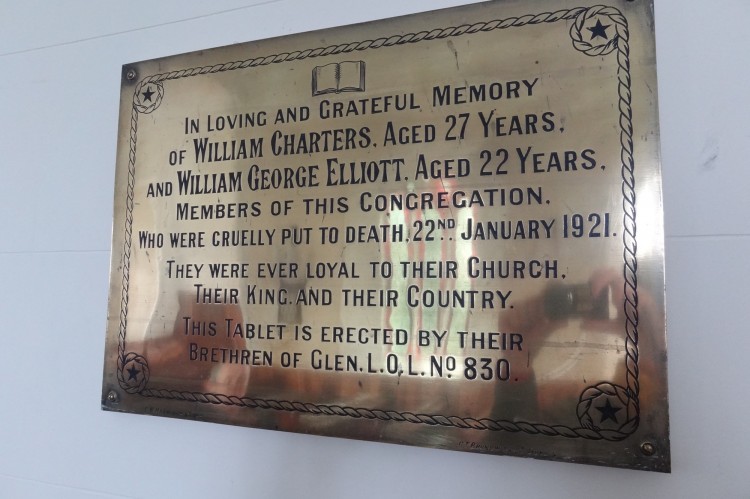 IN LOVING AND GRATEFUL MEMORY
OF WILLIAM CHARTERS, AGED 27 YEARS,
AND WILLIAM GEORGE ELLIOTT, AGED 22 YEARS,
MEMBERS OF THIS CONGREGATION.
WHO WERE CRUELLY PUT TO DEATH, 22ND JANUARY 1921.
THEY WERE EVER LOYAL TO THEIR CHURCH,
THEIR KING, AND THEIR COUNTRY.
THIS TABLET IS ERECTED BY THEIR
BRETHREN OF GLEN. L.O.L. NO 830.